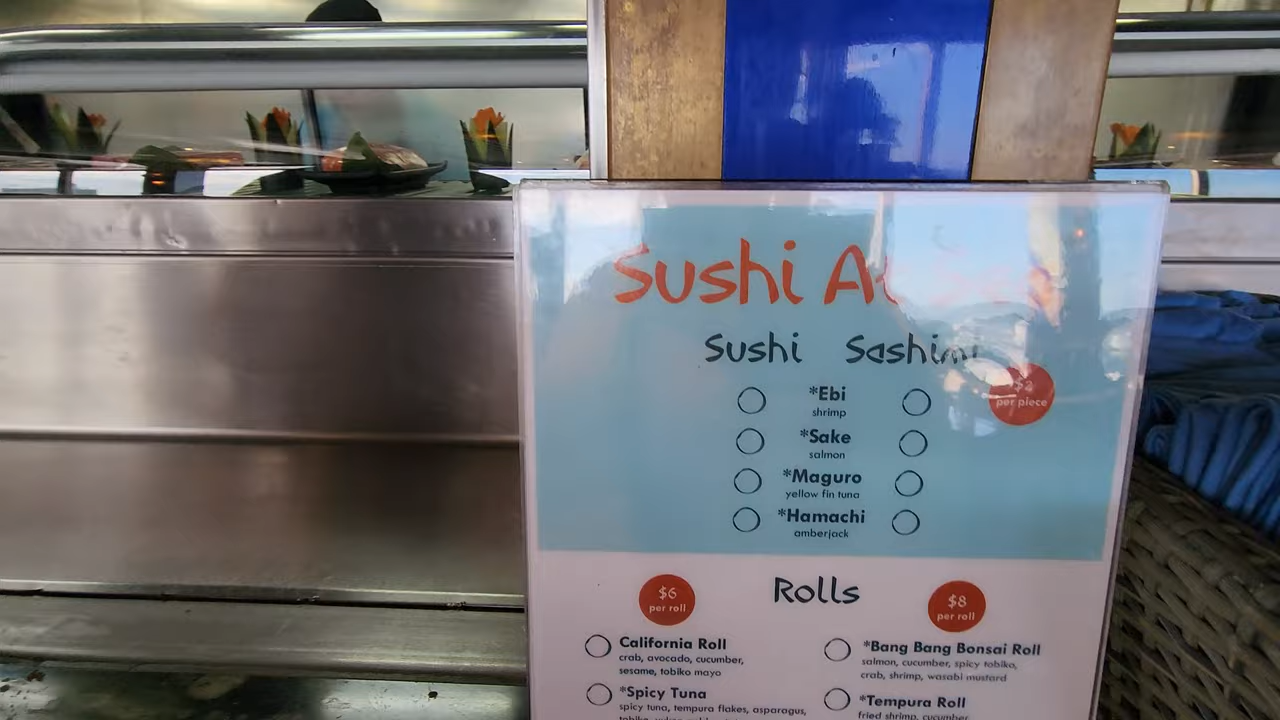 Sushi
Sushi Sashimi
*Ebi
shrimp
$2
per piece
*Sake
salmon
*Maguro
yellow fin tuna
*Hamachi
amberjack
Rolls
$6
per roll
$8
per roll
California Roll
crab, avocado, cucumber,
sesame, tobiko mayo
*Spicy Tuna
spicy tuna, tempura flakes, asparagus,
*Bang Bang Bonsai Roll
salmon, cucumber, spicy tobiko,
crab, shrimp, wasabi mustard
*Tempura Roll
fried shrimp, cucumber